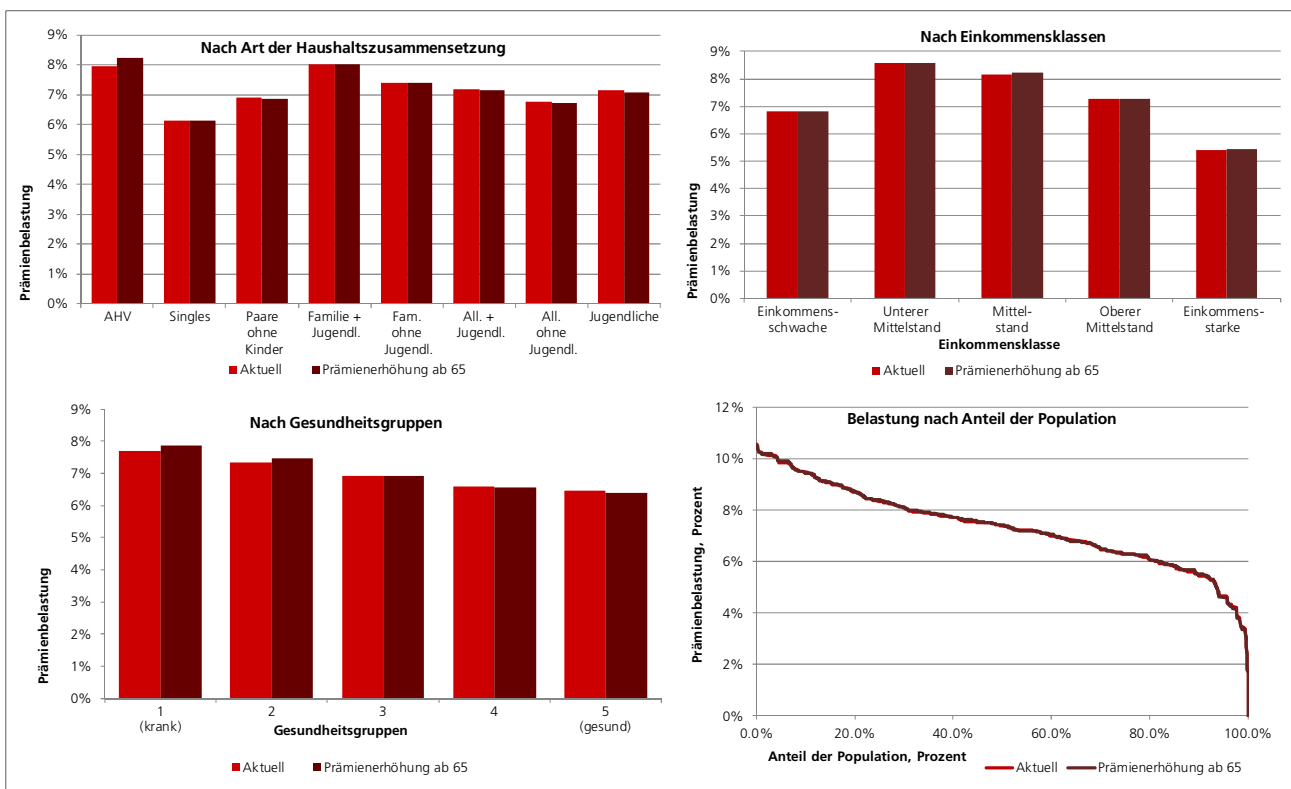 Nach Art der Haushaltszusammensetzung
Prämienbelastung
9%
8%
7%
6%
5%
4%
3%
2%
1%
0%
AHV
Singles
Paare
ohne
Kinder
Familie +
Jugendl.
Fam.
ohne
Jugendl.
All. +
Jugendl.
All.
ohne
Jugendl.
Jugendliche
Aktuell
Prämienerhöhung ab 65
Nach Einkommensklassen
Prämienbelastung
9%
8%
7%
6%
5%
4%
3%
2%
1%
0%
Einkommens-
schwache
Unterer
Mittelstand
Mittel-
stand
Oberer
Mittelstand
Einkommens-
starke
Einkommensklasse
Aktuell
Prämienerhöhung ab 65
Nach Gesundheitsgruppen
Prämienbelastung
9%
8%
7%
6%
5%
4%
3%
2%
1%
0%
1
(krank)
2
3
4
5
(gesund)
Gesundheitsgruppen
Aktuell
Prämienerhöhung ab 65
Belastung nach Anteil der Population
Prämienbelastung, Prozent
12%
10%
8%
6%
4%
2%
0%
0.0%
20.0%
40.0%
60.0%
80.0%
100.0%
Anteil der Population, Prozent
Aktuell
Prämienerhöhung ab 65